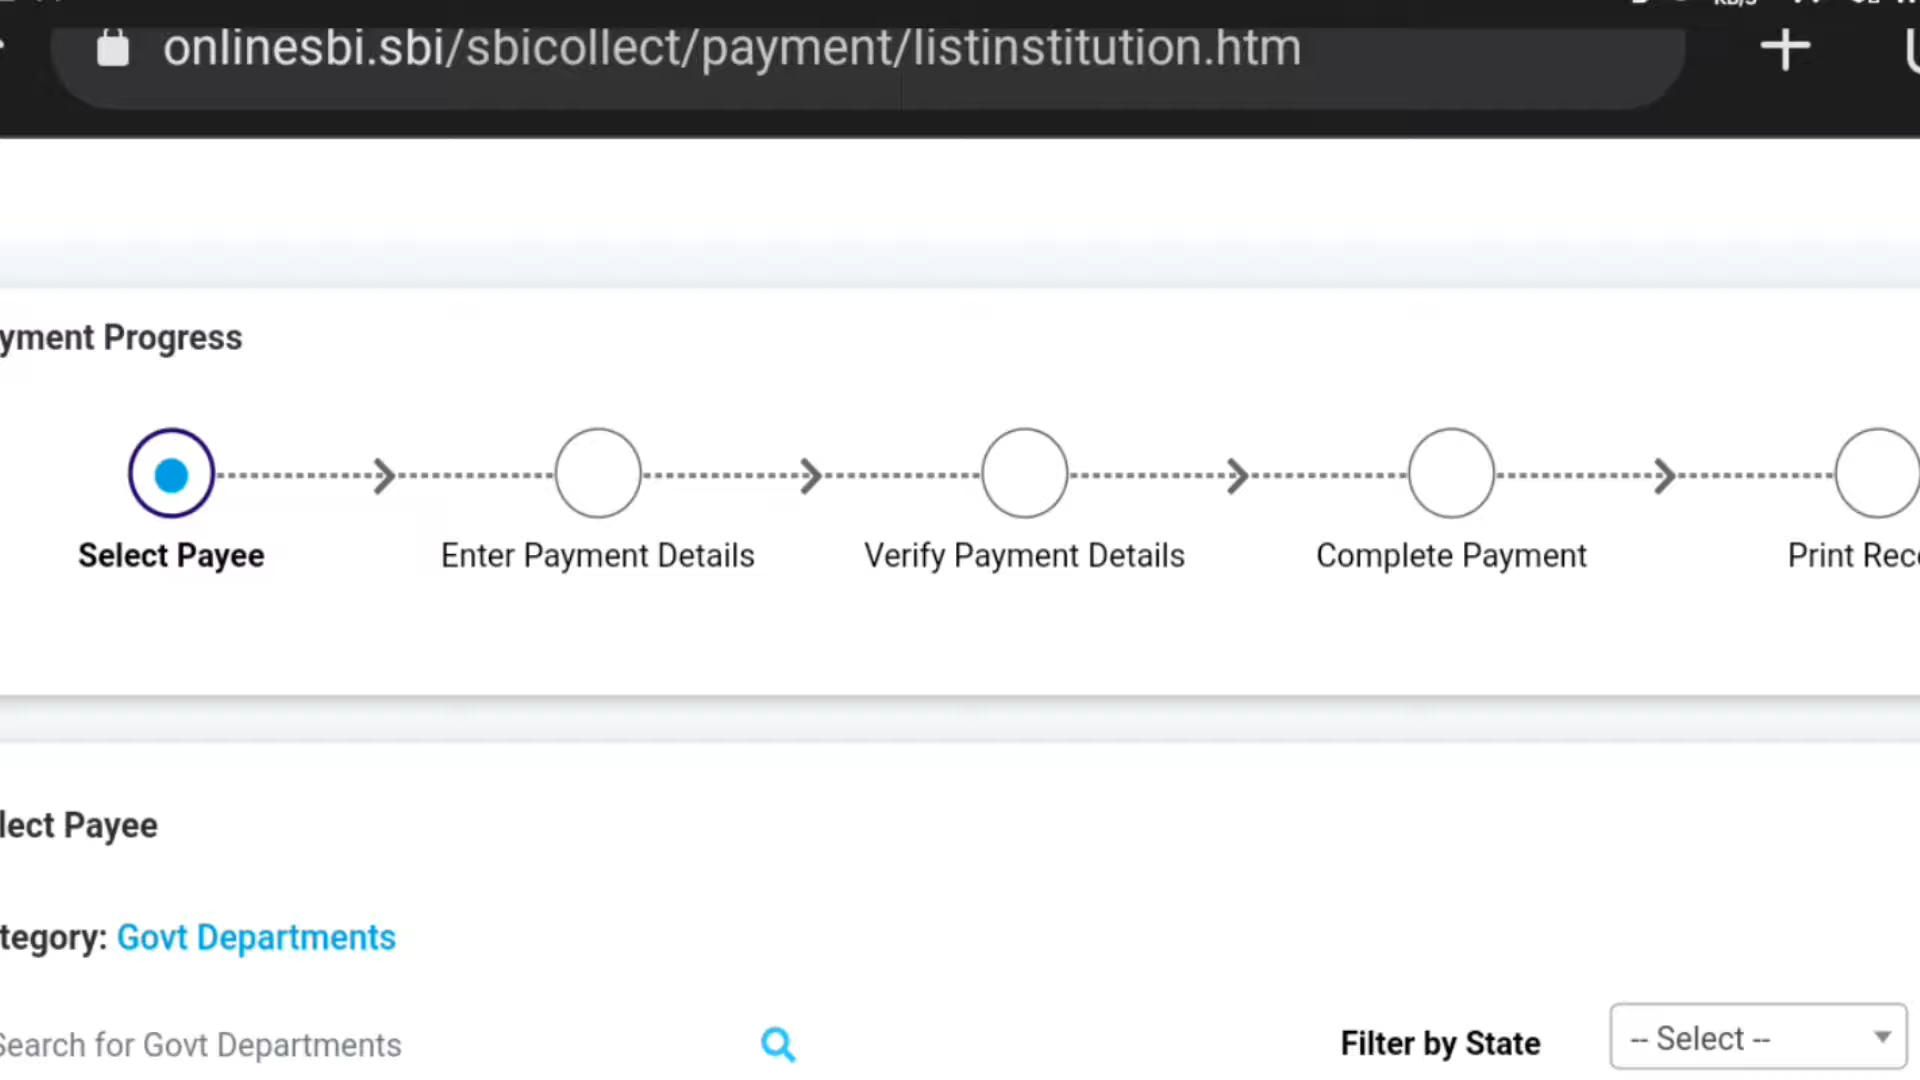 onlinesbi.sbi/sbicollect/payment/listinstitution.htm
yment Progress
Select Payee
Enter Payment Details
Verify Payment Details
Complete Payment
Print Rec
lect Payee
tegory: Govt Departments
Search for Govt Departments
Filter by State
-- Select --